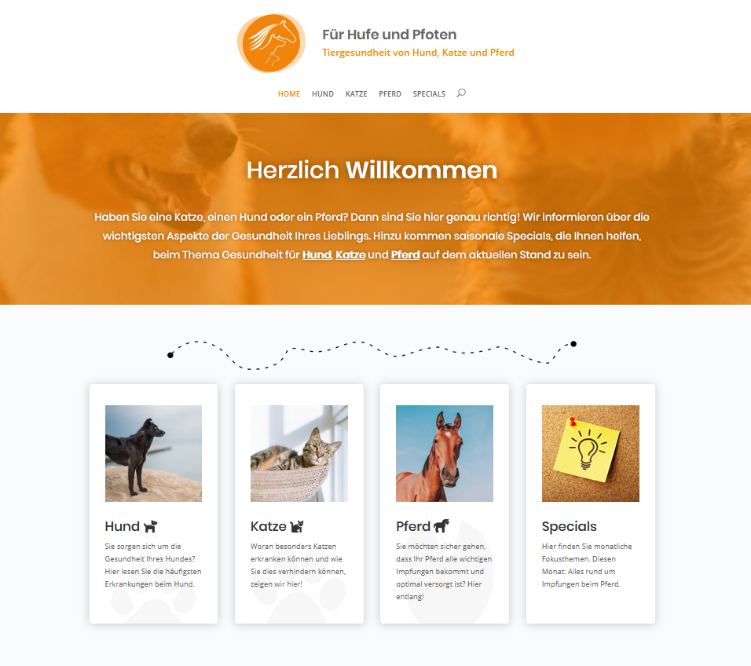 Für Hufe und Pfoten
Tiergesundheit von Hund, Katze und Pferd
HOME HUND KATZE PFERD SPECIALS
Herzlich Willkommen
Haben Sie eine Katze, einen Hund oder ein Pferd? Dann sind Sie hier genau richtig! Wir informieren über die
wichtigsten Aspekte der Gesundheit Ihres Lieblings. Hinzu kommen saisonale Specials, die Ihnen helfen,
beim Thema Gesundheit für Hund, Katze und Pferd auf dem aktuellen Stand zu sein.
Hund
Sie sorgen sich um die
Gesundheit Ihres Hundes?
Hier lesen Sie die häufigsten
Erkrankungen beim Hund.
Katze
Woran besonders Katzen
erkranken können und wie
Sie dies verhindern können,
zeigen wir hier!
Pferd
Sie möchten sicher gehen,
dass Ihr Pferd alle wichtigen
Impfungen bekommt und
optimal versorgt ist? Hier
entlang!
Specials
Hier finden Sie monatliche
Fokusthemen. Diesen
Monat: Alles rund um
Impfungen beim Pferd.